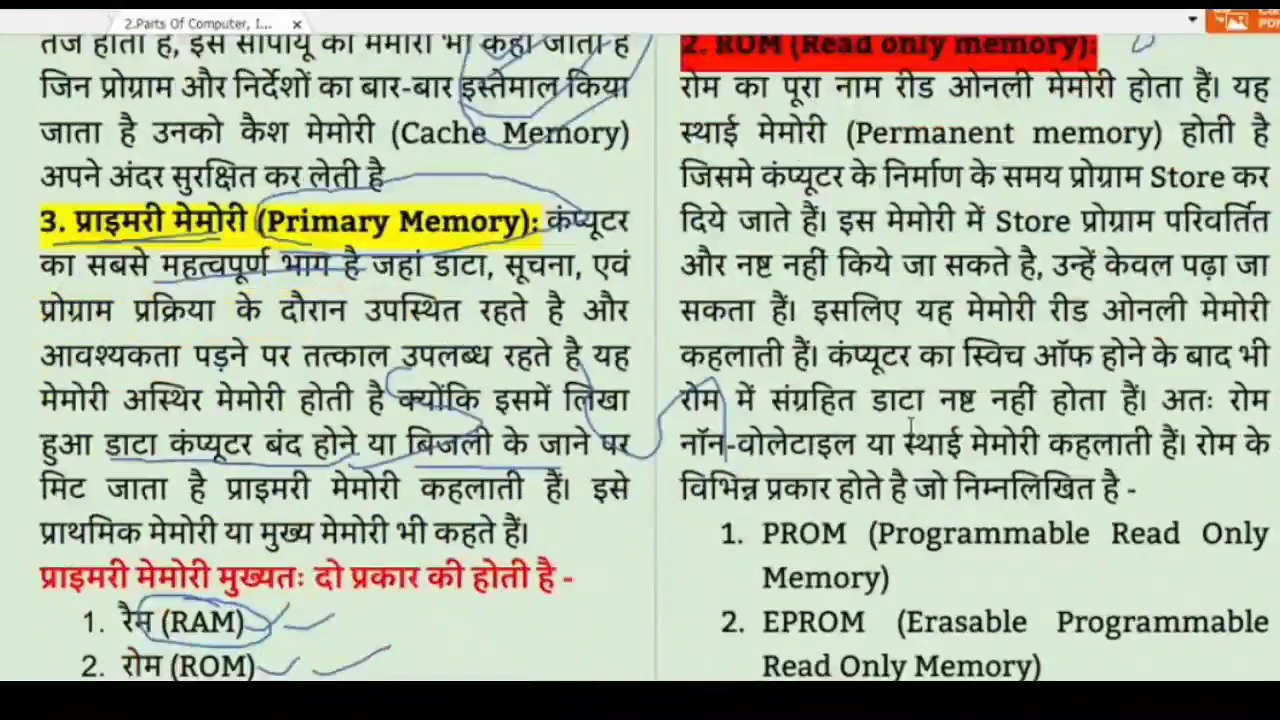 2.Parts Of Computer, I...
तेज होता है, इसे सीपीयू की मेमोरी भी कहा जाता है
जिन प्रोग्राम और निर्देशों का बार-बार इस्तेमाल किया
जाता है उनको कैश मेमोरी (Cache Memory)
अपने अंदर सुरक्षित कर लेती है
3. प्राइमरी मेमोरी (Primary Memory): कंप्यूटर
का सबसे महत्वपूर्ण भाग है जहां डाटा, सूचना, एवं
प्रोग्राम प्रक्रिया के दौरान उपस्थित रहते है और
आवश्यकता पड़ने पर तत्काल उपलब्ध रहते है यह
मेमोरी अस्थिर मेमोरी होती है क्योंकि इसमें लिखा
हुआ डाटा कंप्यूटर बंद होने या बिजली के जाने पर
मिट जाता है प्राइमरी मेमोरी कहलाती हैं। इसे
प्राथमिक मेमोरी या मुख्य मेमोरी भी कहते हैं।
प्राइमरी मेमोरी मुख्यतः दो प्रकार की होती है -
1. रैम (RAM)
2. रोम (ROM)
2. ROM (Read only memory):
रोम का पूरा नाम रीड ओनली मेमोरी होता हैं। यह
स्थाई मेमोरी (Permanent memory) होती है
जिसमे कंप्यूटर के निर्माण के समय प्रोग्राम Store कर
दिये जाते हैं। इस मेमोरी में Store प्रोग्राम परिवर्तित
और नष्ट नहीं किये जा सकते है, उन्हें केवल पढ़ा जा
सकता हैं। इसलिए यह मेमोरी रीड ओनली मेमोरी
कहलाती हैं। कंप्यूटर का स्विच ऑफ होने के बाद भी
रोम में संग्रहित डाटा नष्ट नहीं होता हैं। अतः रोम
नॉन-वोलेटाइल या स्थाई मेमोरी कहलाती हैं। रोम के
विभिन्न प्रकार होते है जो निम्नलिखित है -
1. PROM (Programmable Read Only
Memory)
2. EPROM (Erasable Programmable
Read Only Memory)